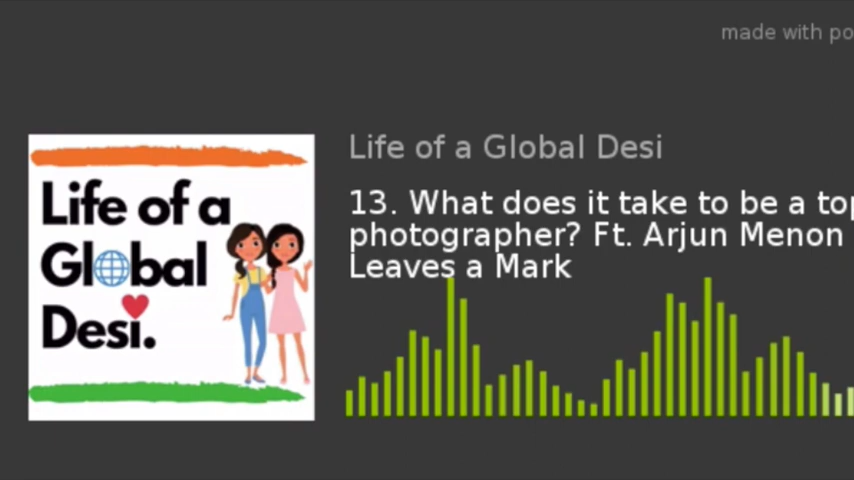 made with po
Life of a
Global
Desi.
Life of a Global Desi
13. What does it take to be a top
photographer? Ft. Arjun Menon
Leaves a Mark